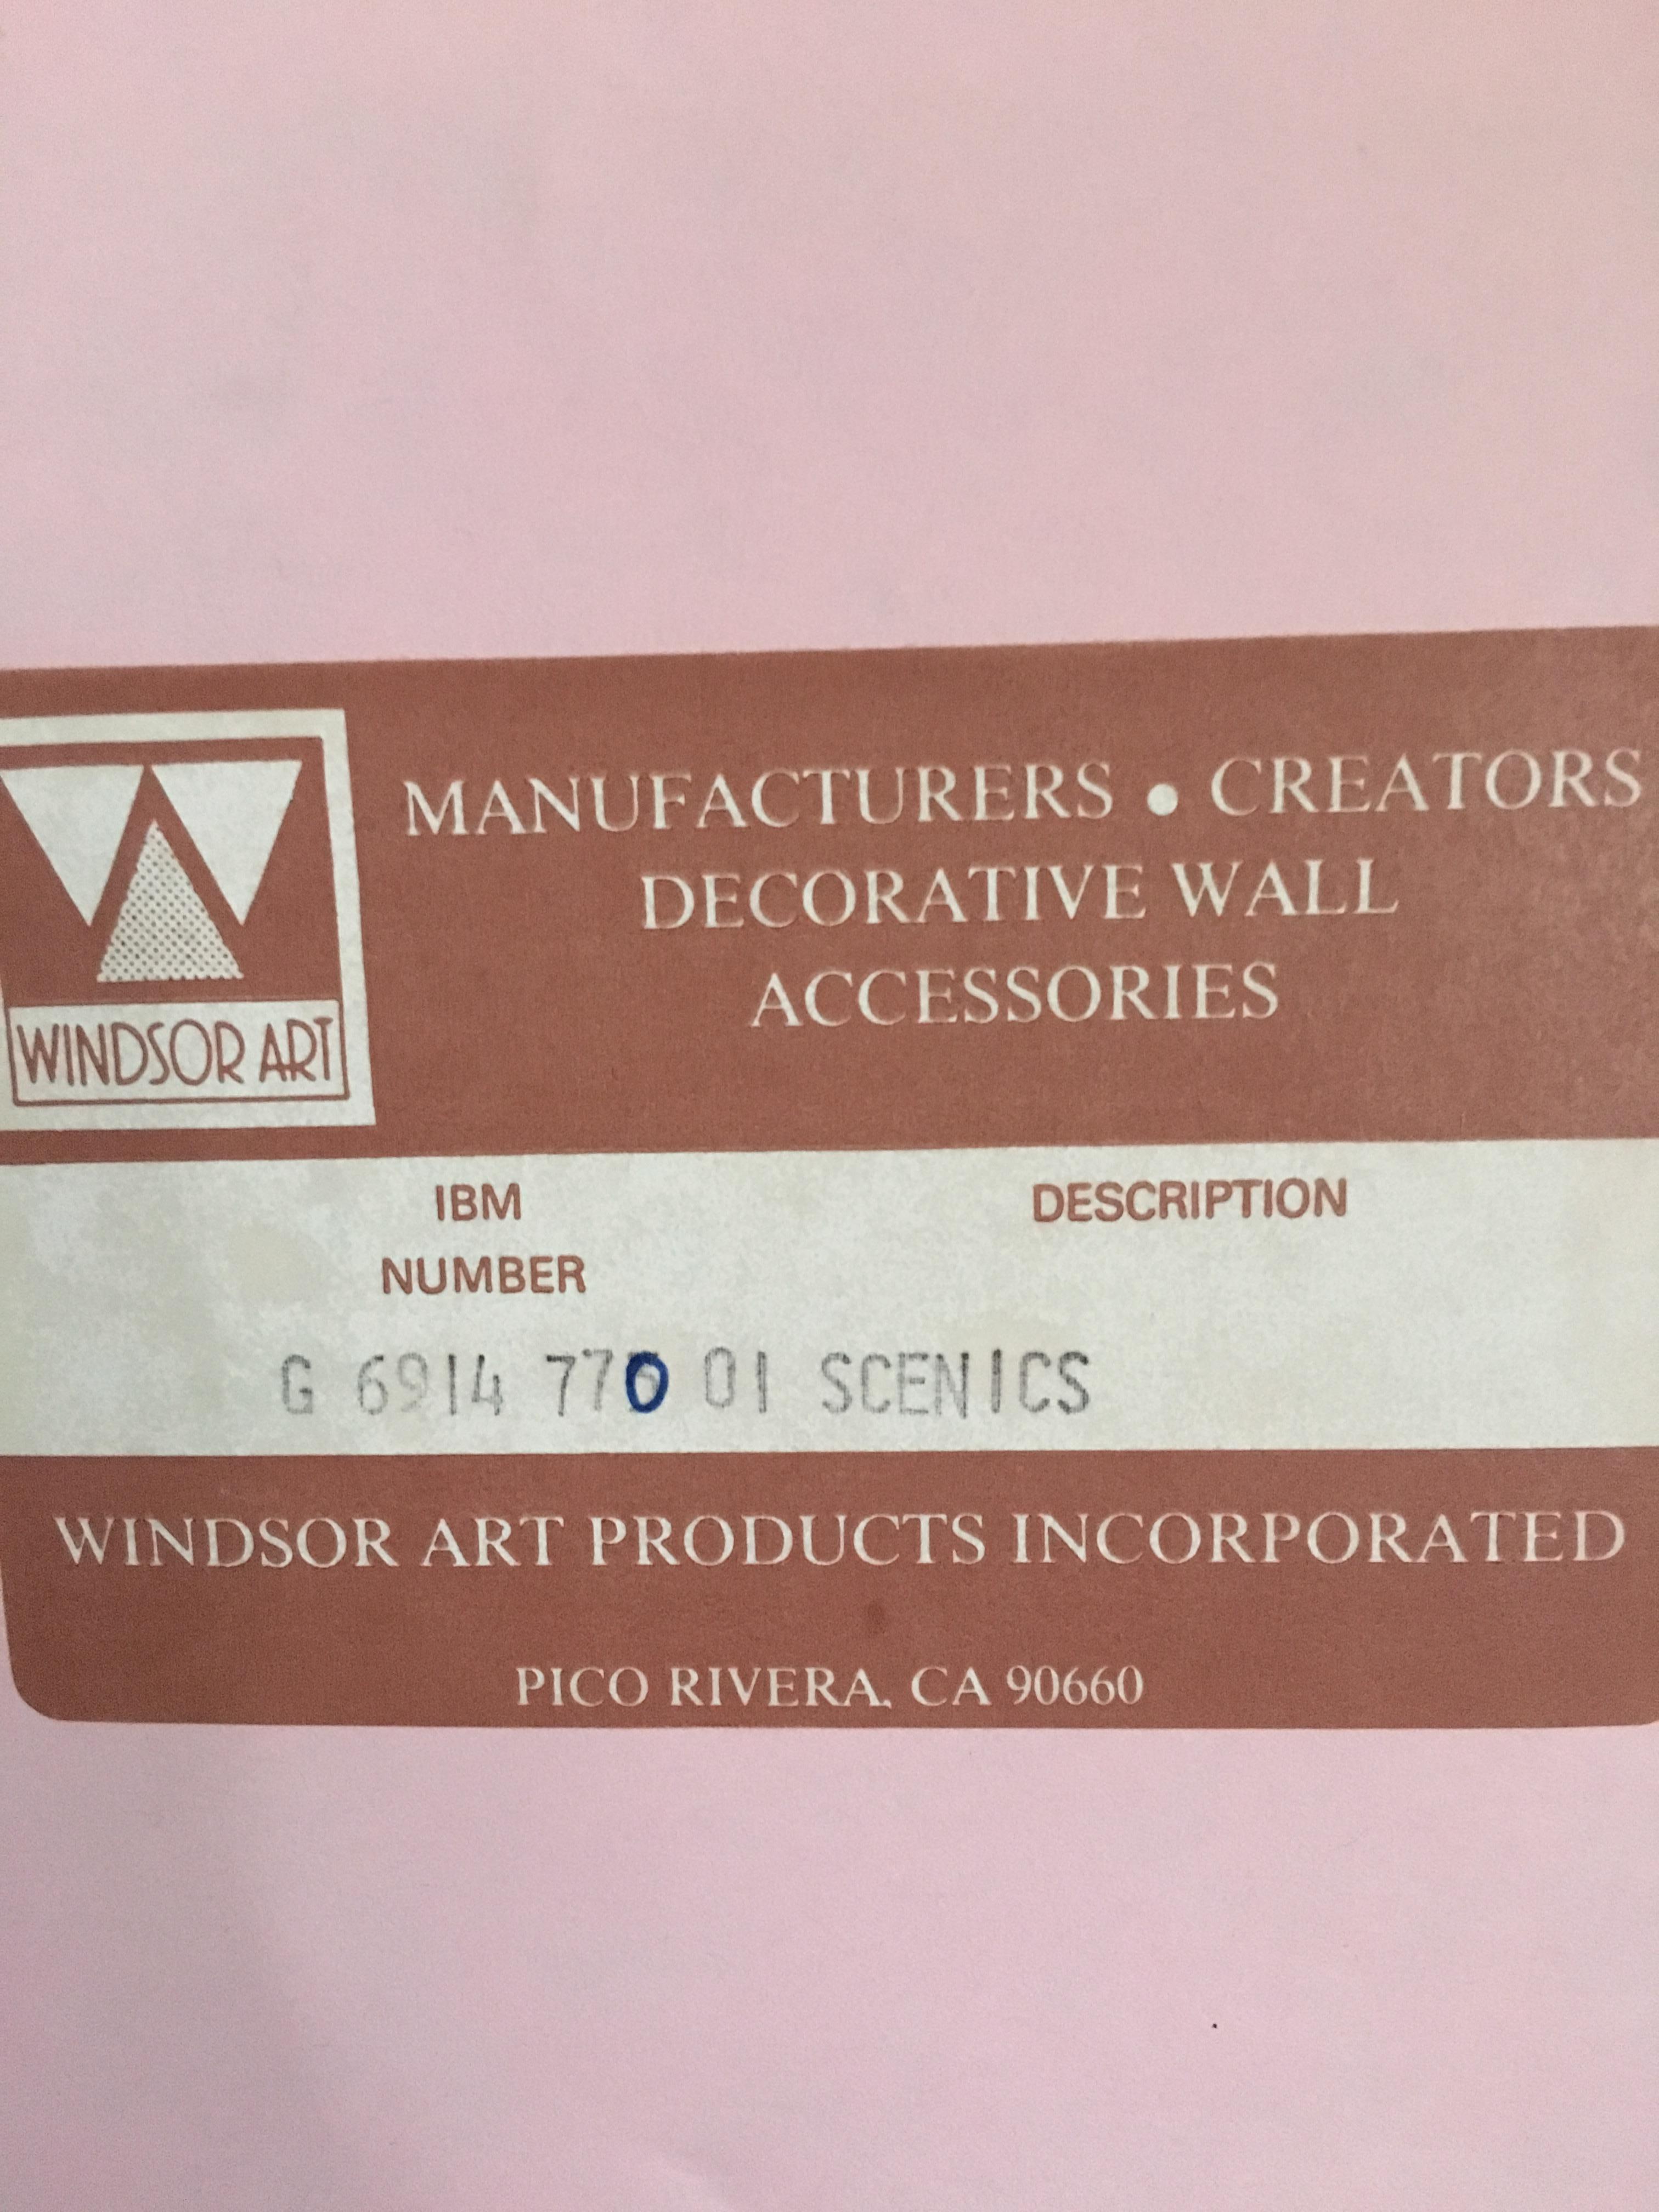 MANUFACTURERS • CREATORS
DECORATIVE WALL
ACCESSORIES
WINDSOR ART
IBM
NUMBER
DESCRIPTION
G 6914 770 01 SCENICS
WINDSOR ART PRODUCTS INCORPORATED
PICO RIVERA, CA 90660